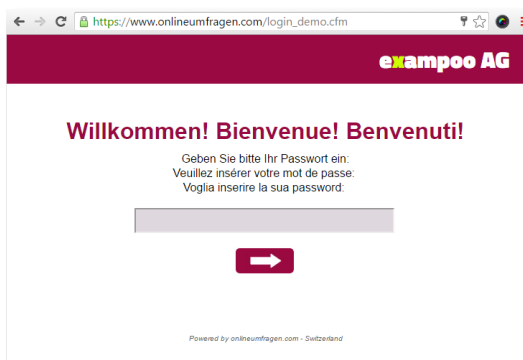 https://www.onlineumfragen.com/login_demo.cfm
exampoo AG
Willkommen! Bienvenue! Benvenuti!
Geben Sie bitte Ihr Passwort ein:
Veuillez insérer votre mot de passe:
Voglia inserire la sua password:
Powered by onlineumfragen.com - Switzerland